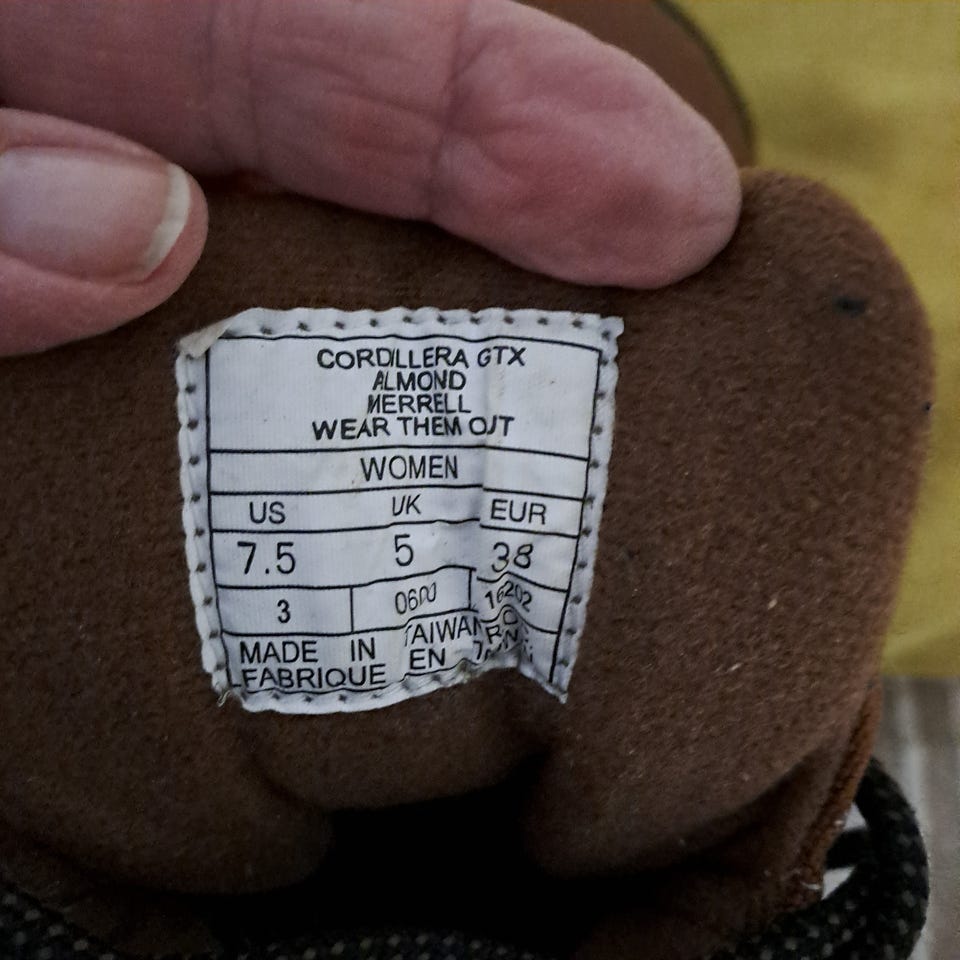 CORDILLERA GTX
ALMOND
MERRELL
WEAR THEM OUT
WOMEN
US UK EUR
7.5 5 38
3 0600 16202
MADE IN TAIWAN
FABRIQUE EN